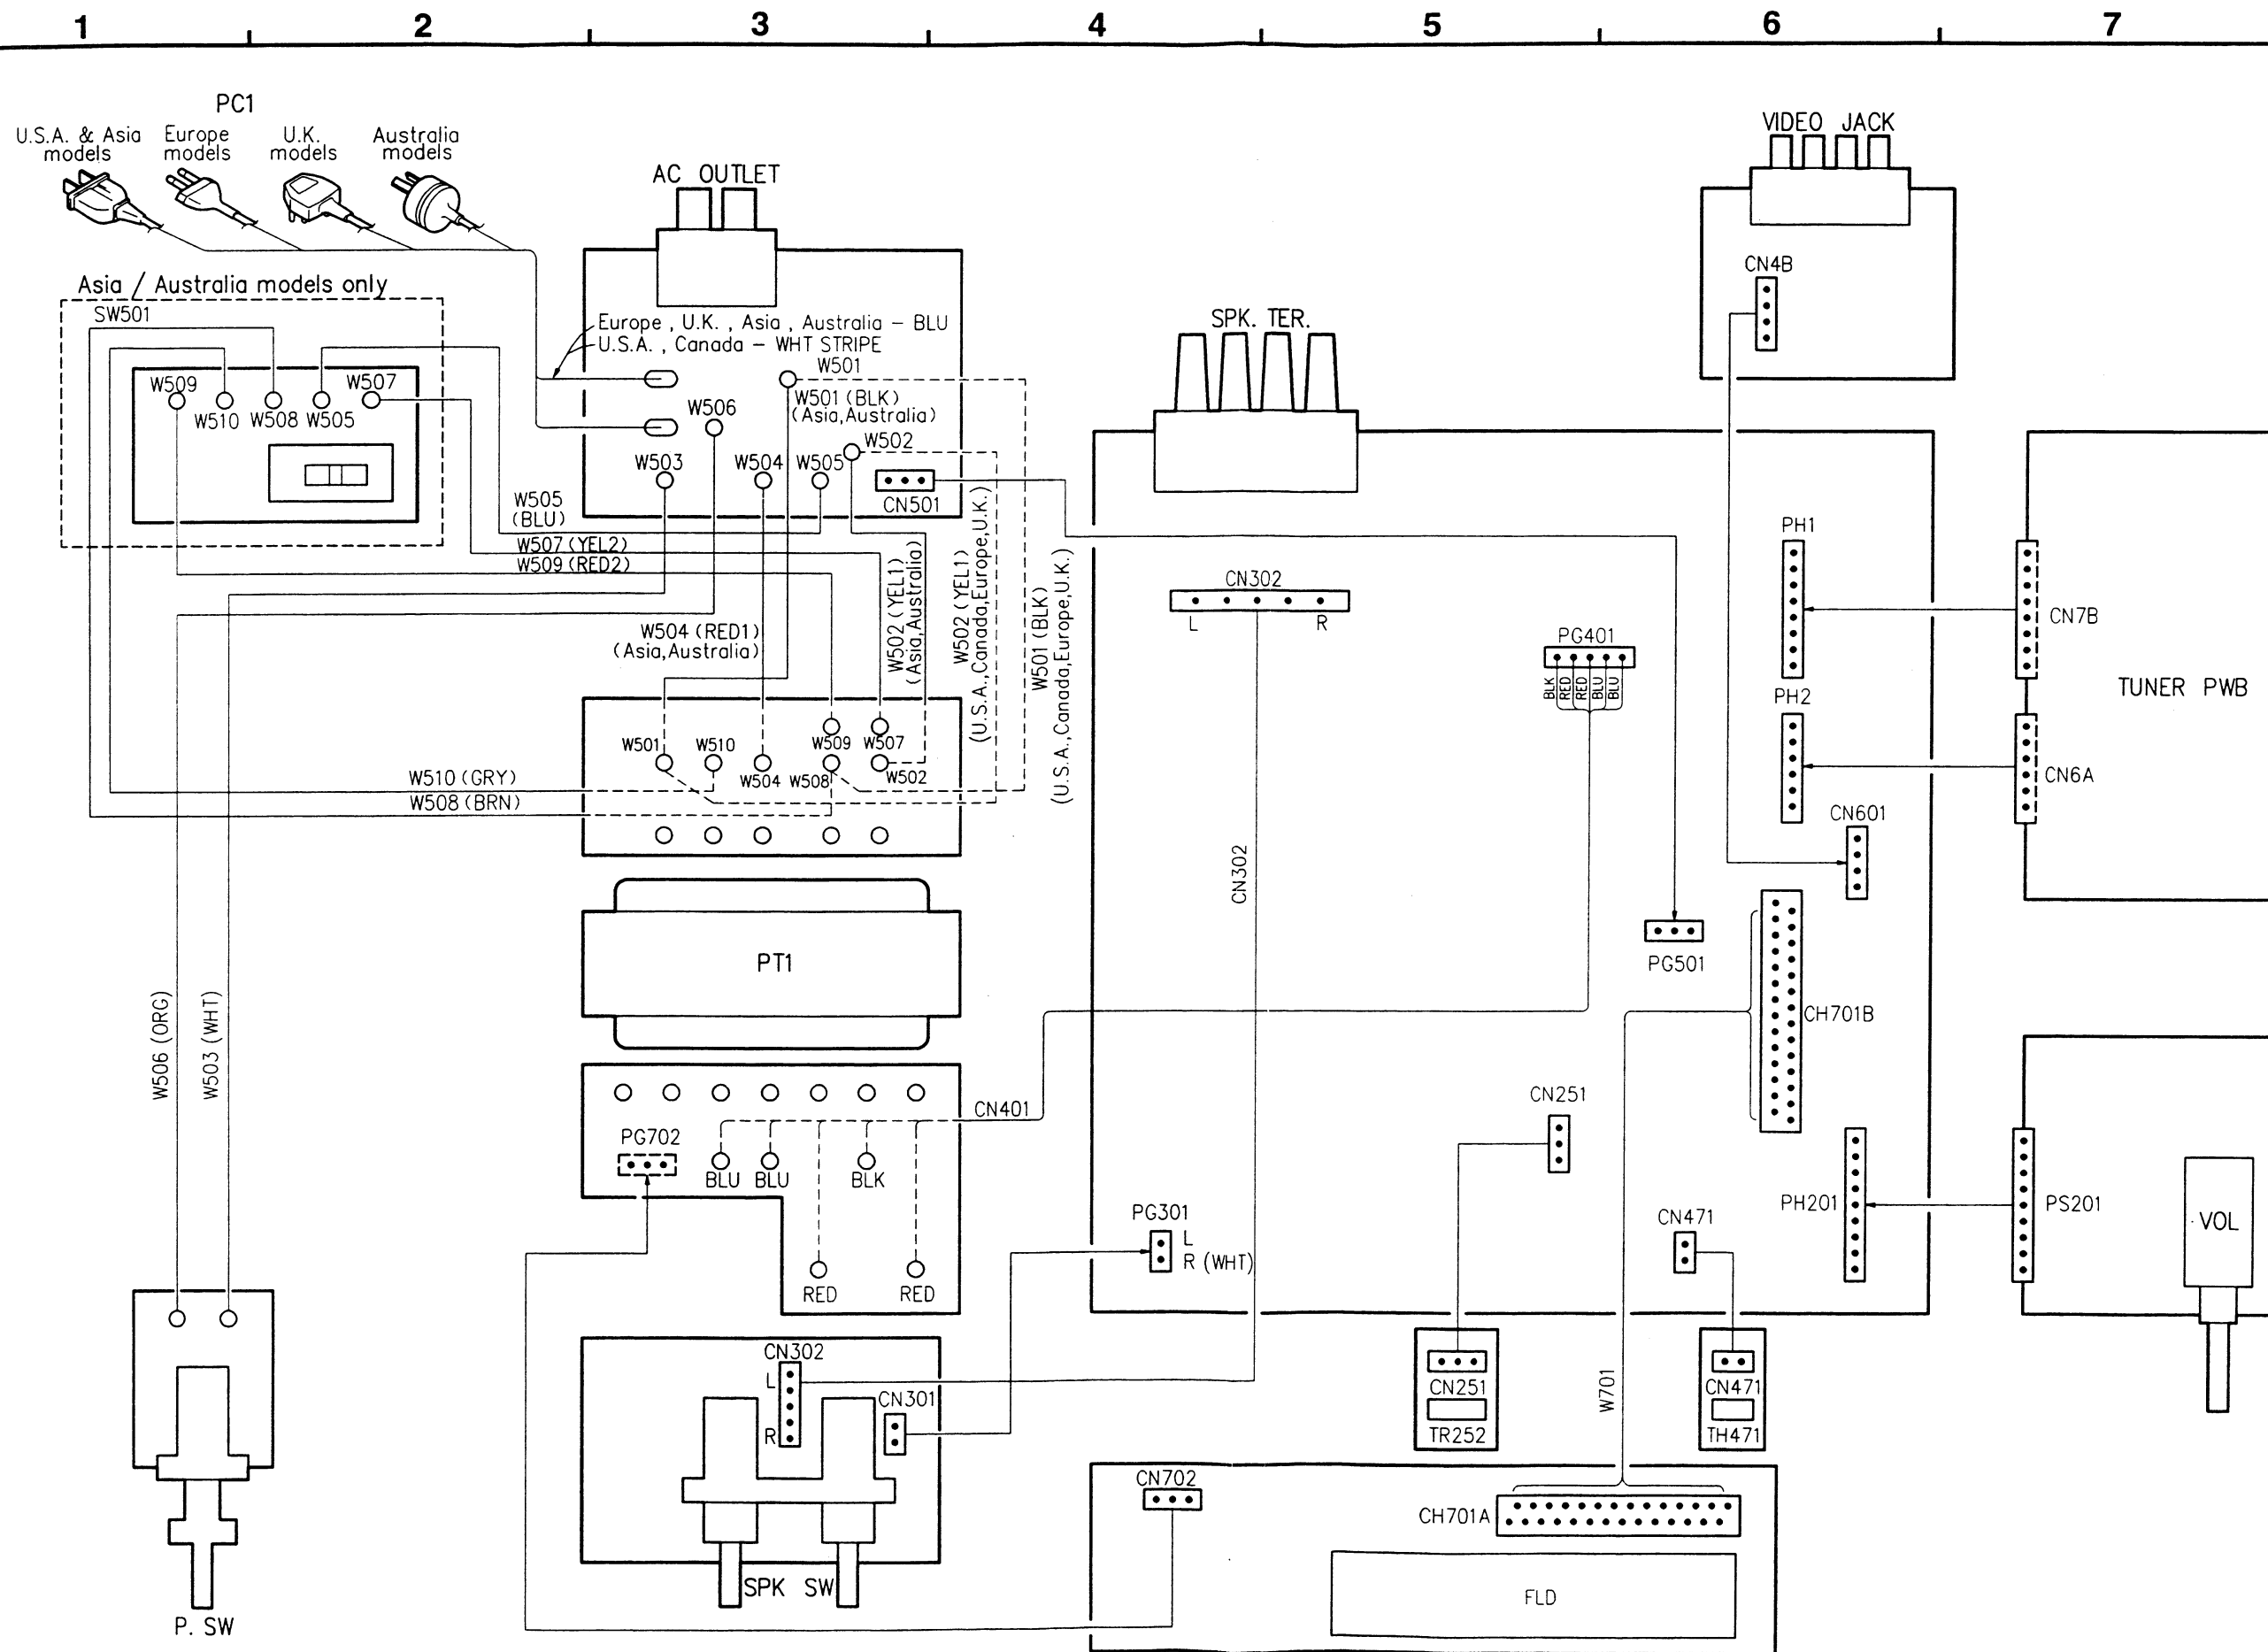 1 2 3 4 5 6 7
PC1
U.S.A. & Asia
models
Europe
models
U.K.
models
Australia
models
AC OUTLET
VIDEO JACK
CN4B
Asia / Australia models only
SW501
W509
W507
W510 W508 W505
Europe , U.K. , Asia , Australia – BLU
U.S.A. , Canada – WHT STRIPE
W501
W501 (BLK)
(Asia,Australia)
W506
W502
W503
W504
W505
CN501
SPK. TER.
W505
(BLU)
W507 (YEL2)
W509 (RED2)
W504 (RED1)
(Asia,Australia)
W502 (YEL1)
(Asia,Australia)
W502 (YEL1)
(U.S.A.,Canada,Europe,U.K.)
W501 (BLK)
(U.S.A.,Canada,Europe,U.K.)
CN302
L
R
PG401
BLK
RED
RED
BLU
BLU
PH1
CN7B
TUNER PWB
PH2
CN6A
CN601
W501
W510
W509
W507
W504
W508
W502
W510 (GRY)
W508 (BRN)
CN302
PT1
PG501
CH701B
W506 (ORG)
W503 (WHT)
CN401
PG702
BLU
BLU
BLK
RED
RED
CN251
PG301
L
R (WHT)
CN471
PH201
PS201
VOL
CN302
L
R
CN301
SPK SW
CN251
TR252
CN471
TH471
W701
CN702
CH701A
FLD
P. SW